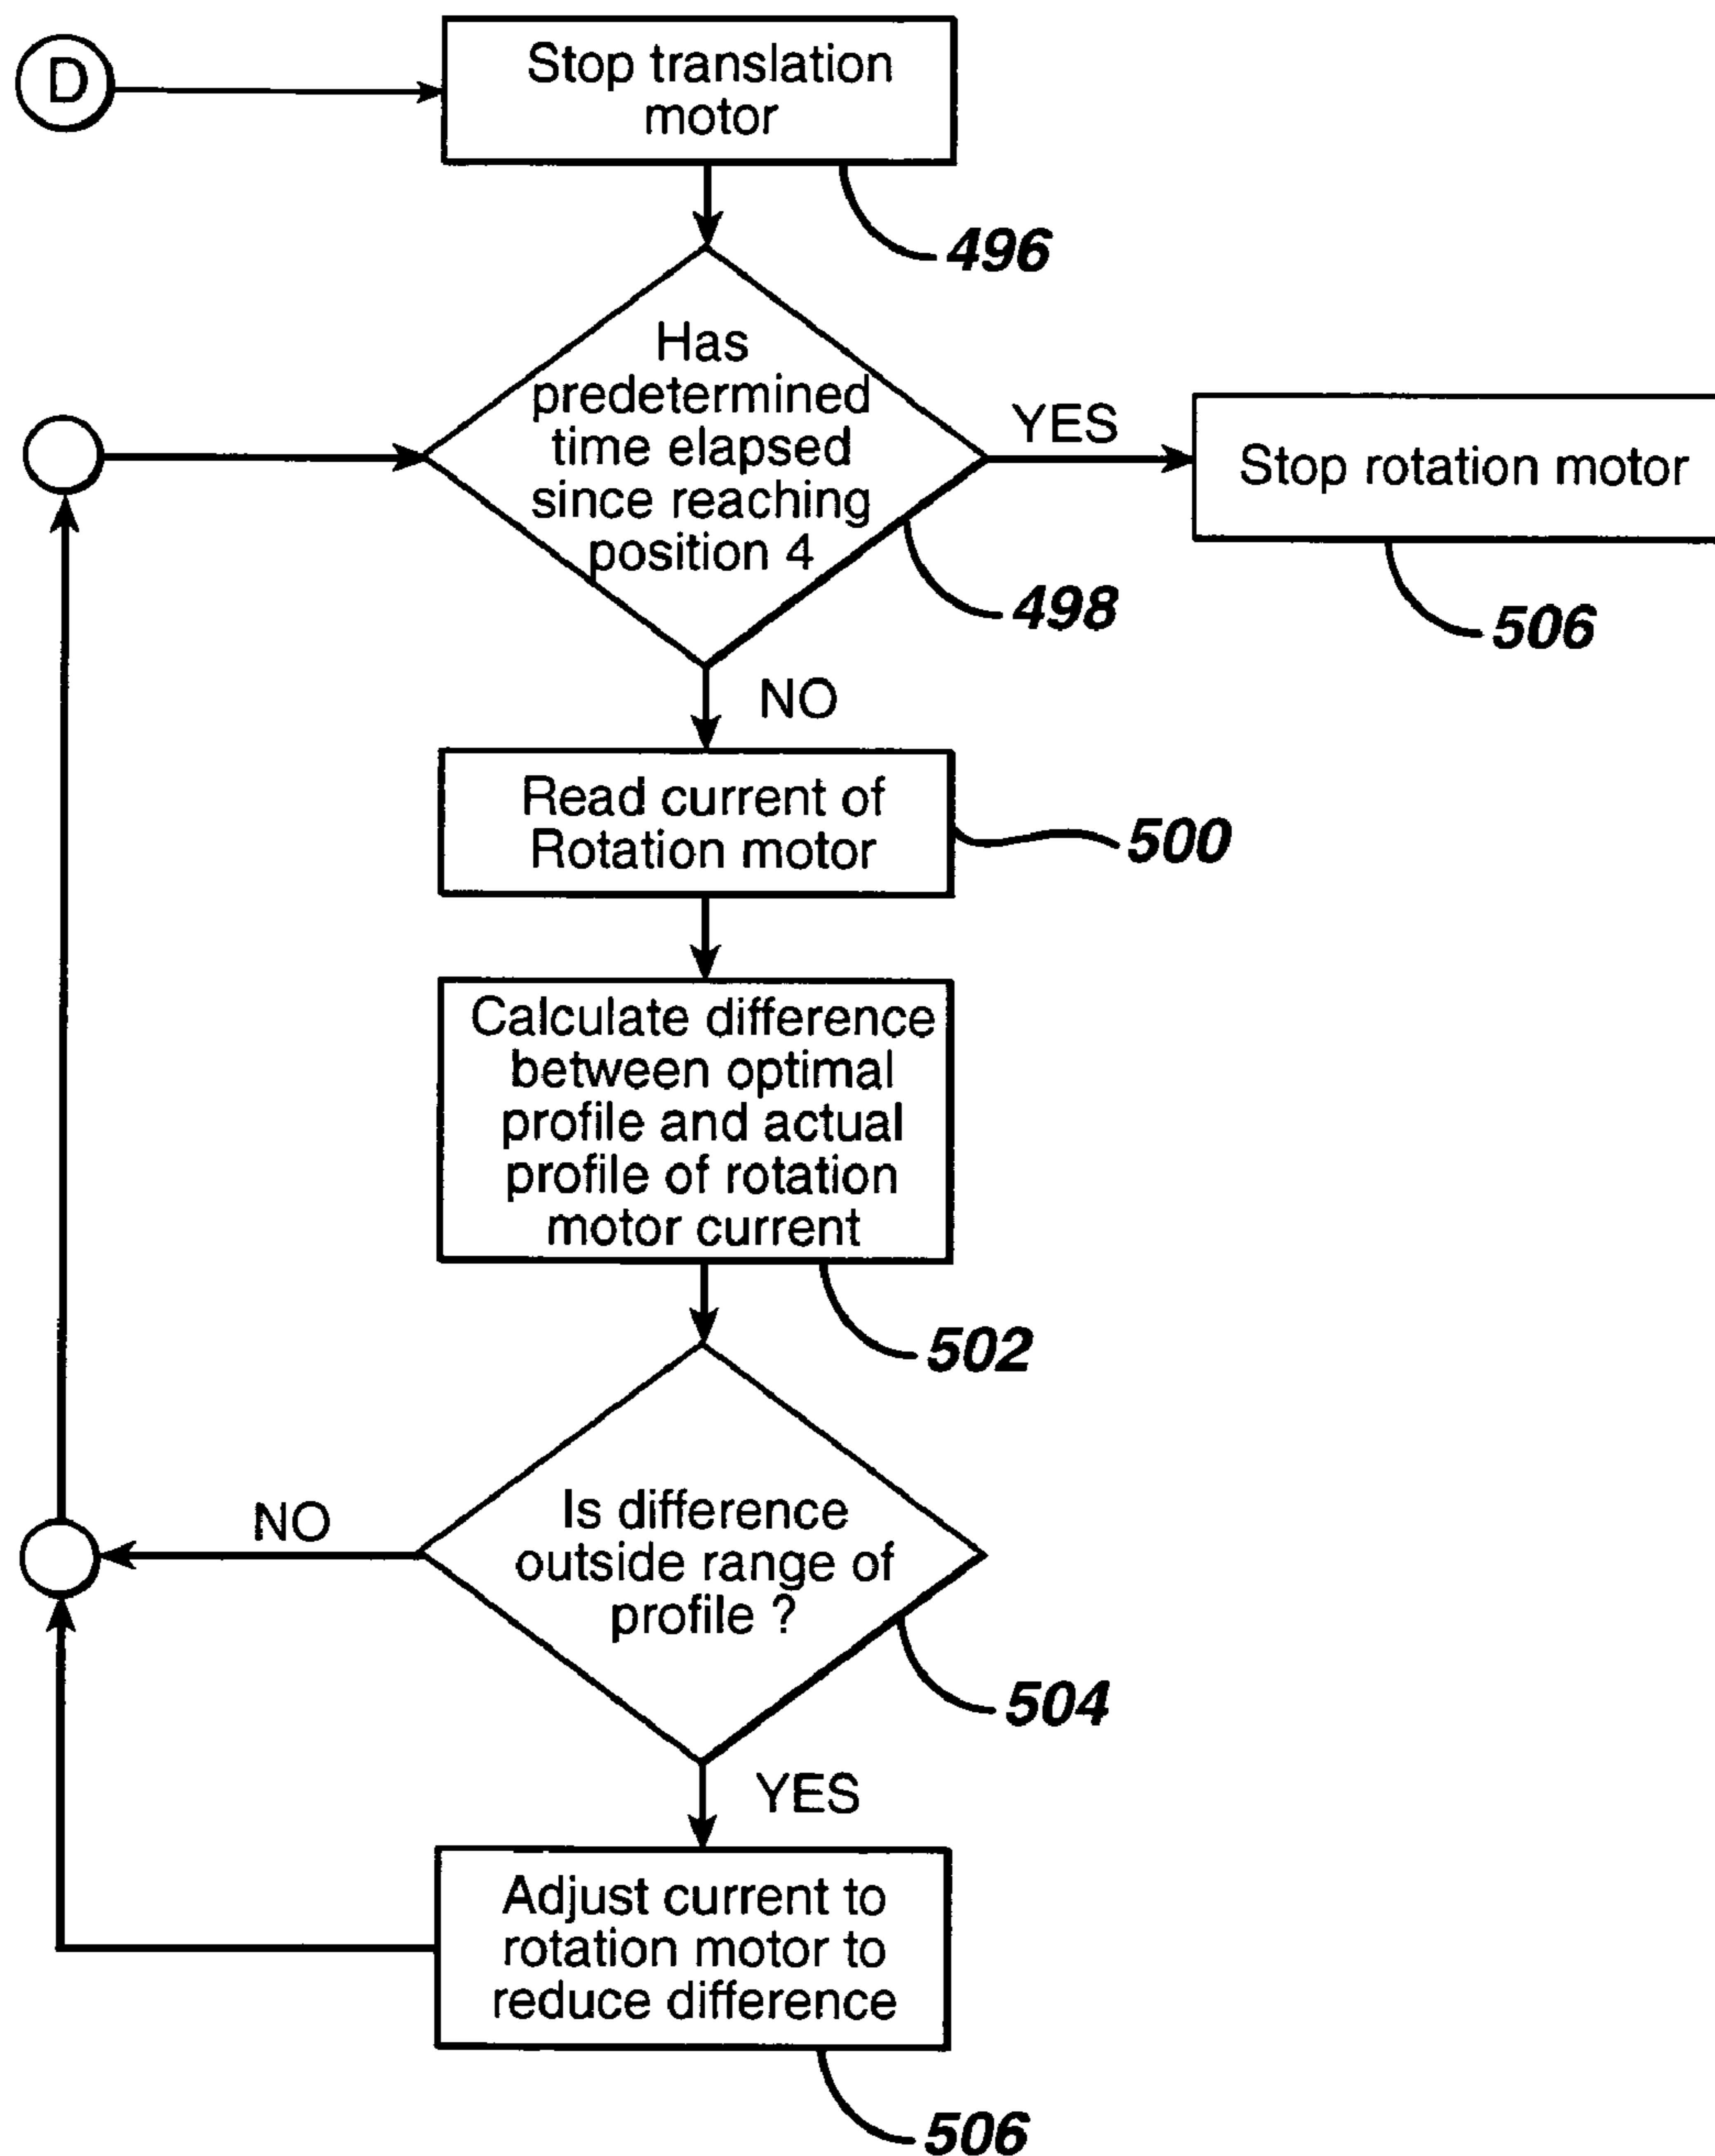 D
Stop translation
motor
496
Has
predetermined
time elapsed
since reaching
position 4
YES
Stop rotation motor
498
506
NO
Read current of
Rotation motor
500
Calculate difference
between optimal
profile and actual
profile of rotation
motor current
502
NO
Is difference
outside range of
profile ?
504
YES
Adjust current to
rotation motor to
reduce difference
506